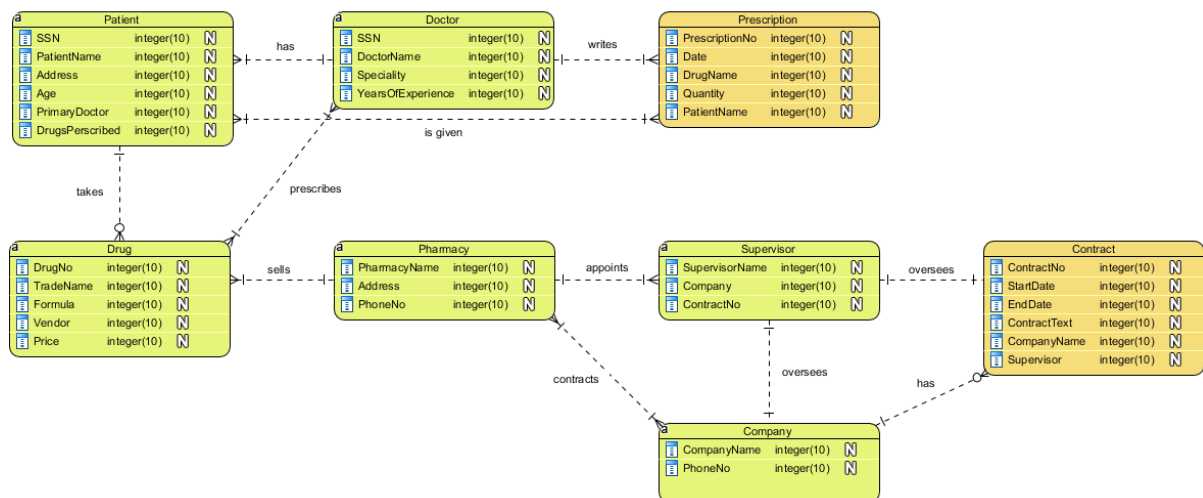 a
Patient
SSN integer(10) N
PatientName integer(10) N
Address integer(10) N
Age integer(10) N
PrimaryDoctor integer(10) N
DrugsPerscribed integer(10) N
has
a
Doctor
SSN integer(10) N
DoctorName integer(10) N
Speciality integer(10) N
YearsOfExperience integer(10) N
writes
Prescription
PrescriptionNo integer(10) N
Date integer(10) N
DrugName integer(10) N
Quantity integer(10) N
PatientName integer(10) N
is given
takes
prescribes
a
Drug
DrugNo integer(10) N
TradeName integer(10) N
Formula integer(10) N
Vendor integer(10) N
Price integer(10) N
sells
a
Pharmacy
PharmacyName integer(10) N
Address integer(10) N
PhoneNo integer(10) N
appoints
a
Supervisor
SupervisorName integer(10) N
Company integer(10) N
ContractNo integer(10) N
oversees
Contract
ContractNo integer(10) N
StartDate integer(10) N
EndDate integer(10) N
ContractText integer(10) N
CompanyName integer(10) N
Supervisor integer(10) N
contracts
oversees
has
a
Company
CompanyName integer(10) N
PhoneNo integer(10) N